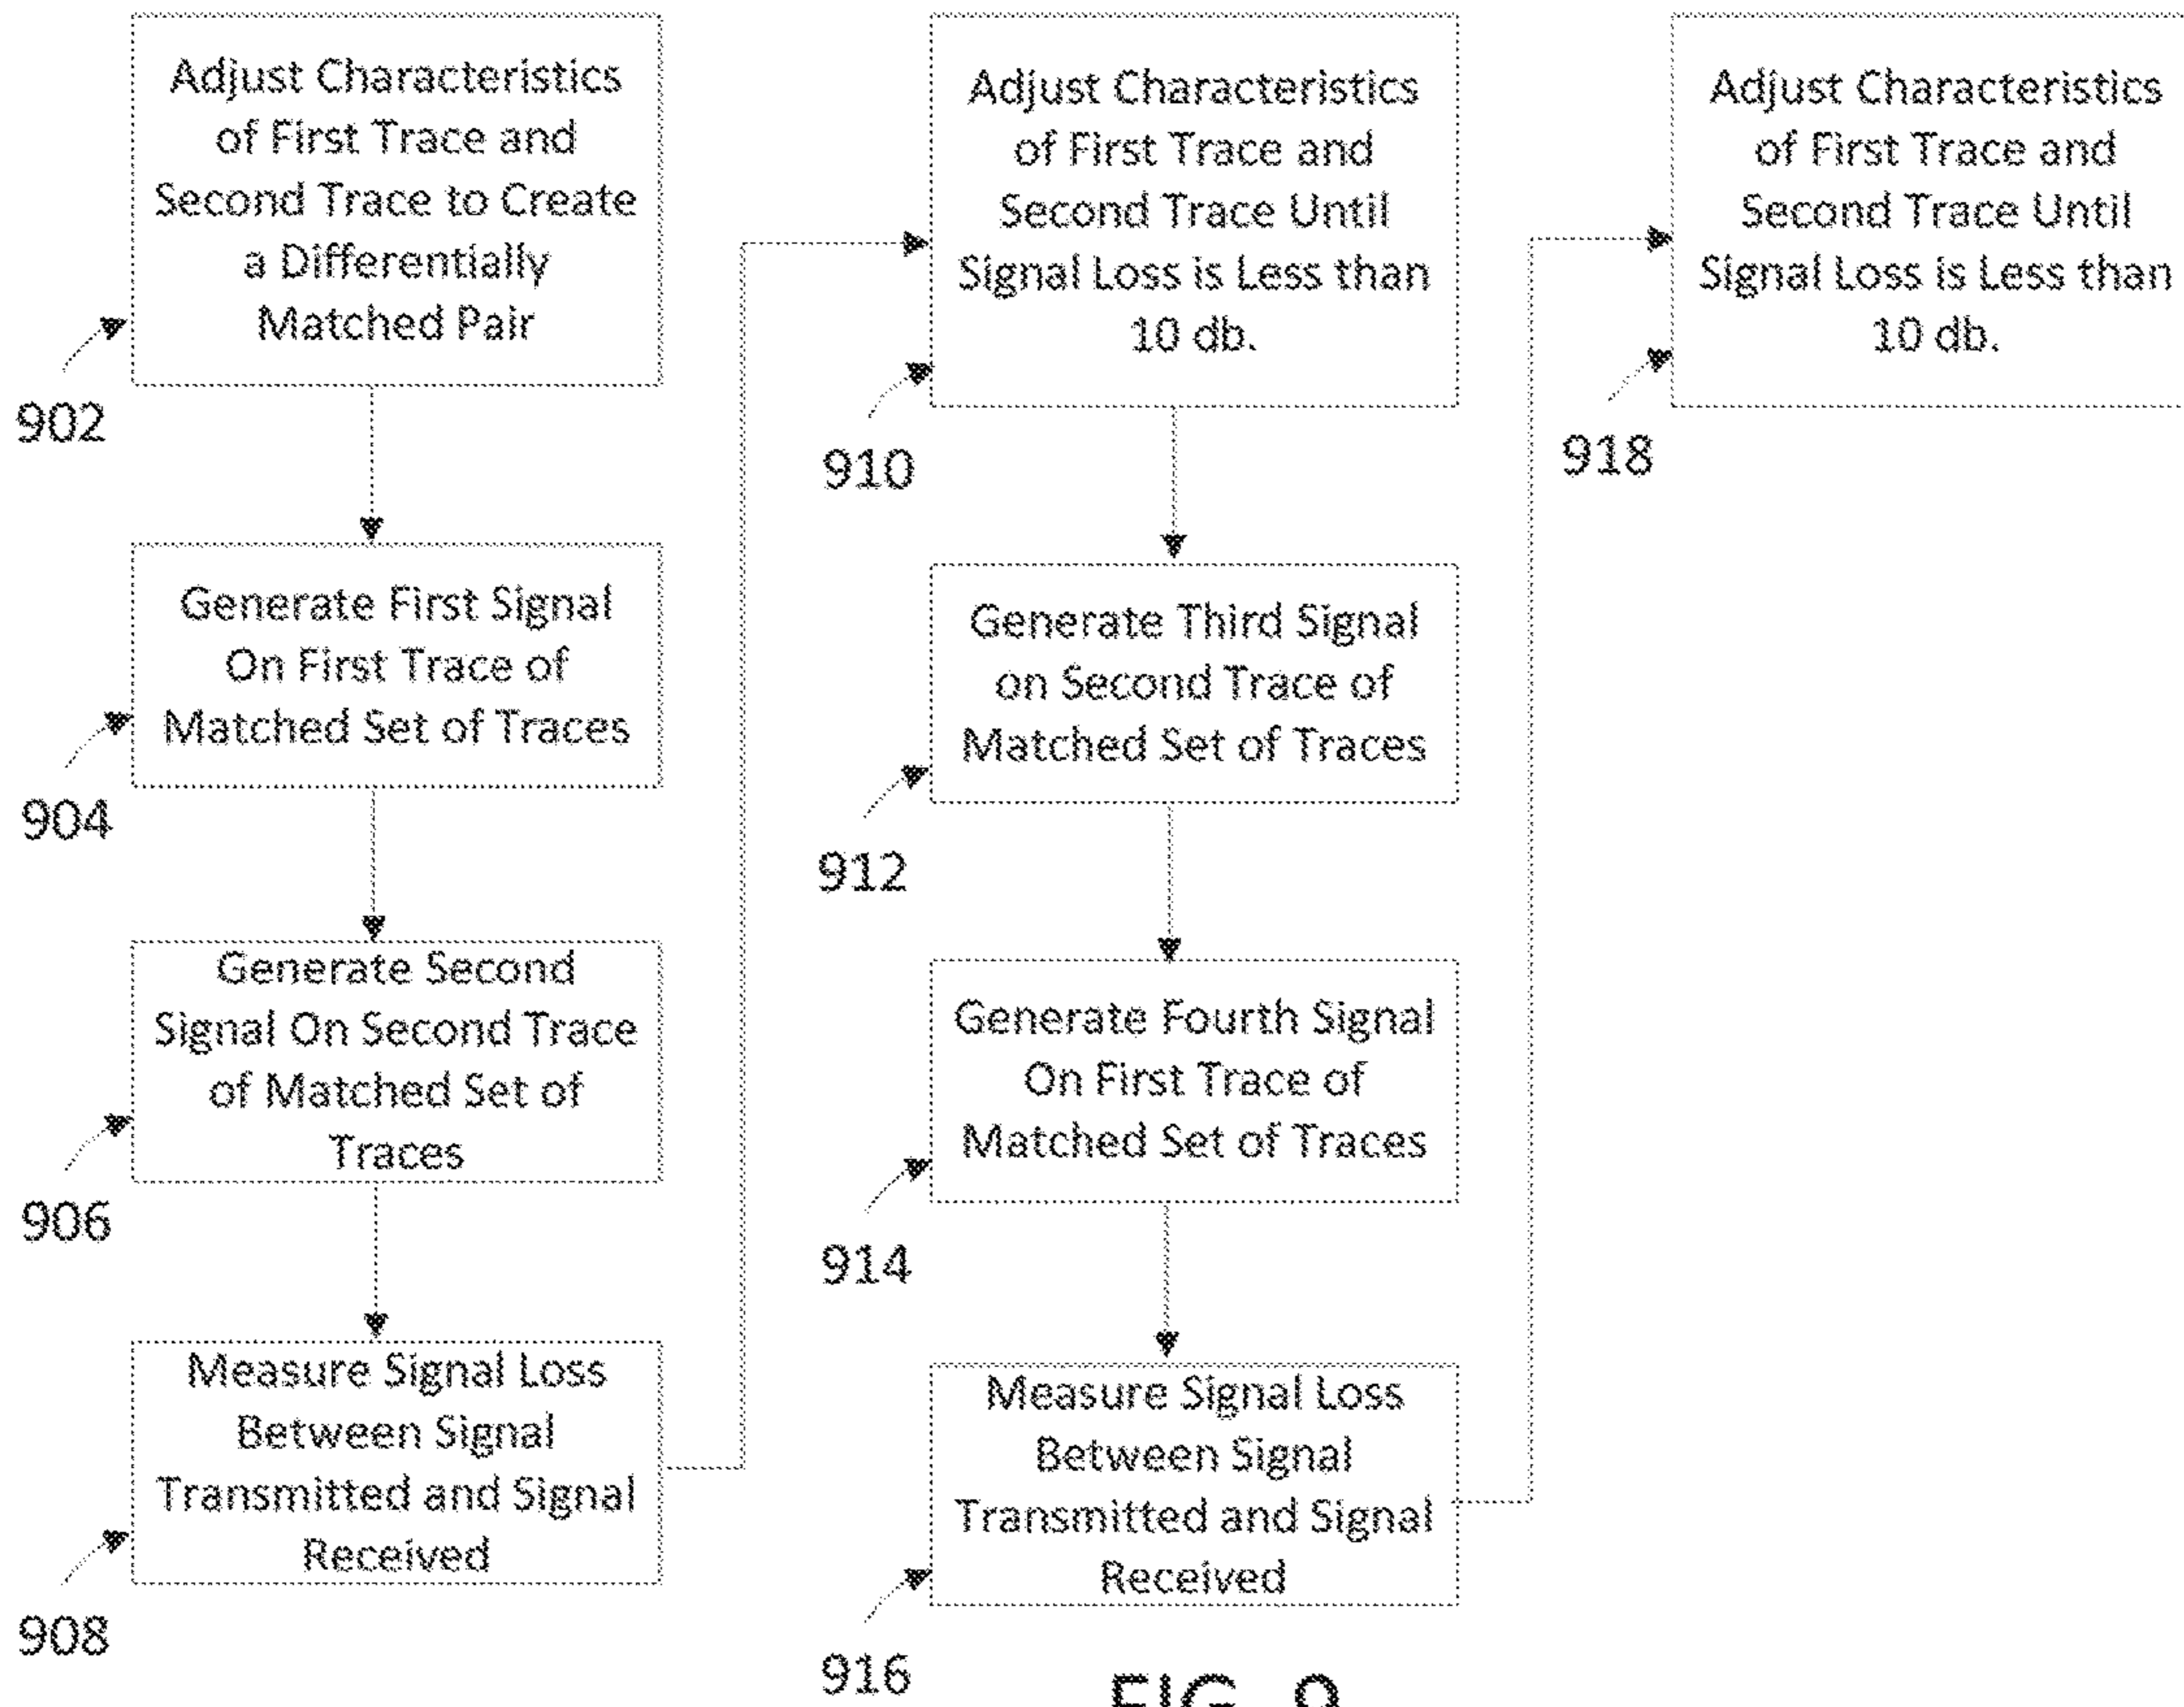 Adjust Characteristics
of First Trace and
Second Trace to Create
a Differentially
Matched Pair
902
Generate First Signal
On First Trace of
Matched Set of Traces
904
Generate Second
Signal On Second Trace
of Matched Set of
Traces
906
Measure Signal Loss
Between Signal
Transmitted and Signal
Received
908
Adjust Characteristics
of First Trace and
Second Trace Until
Signal Loss is Less than
10 db.
910
Generate Third Signal
on Second Trace of
Matched Set of Traces
912
Generate Fourth Signal
On First Trace of
Matched Set of Traces
914
Measure Signal Loss
Between Signal
Transmitted and Signal
Received
916
Adjust Characteristics
of First Trace and
Second Trace Until
Signal Loss is Less than
10 db.
918
FIG. 9